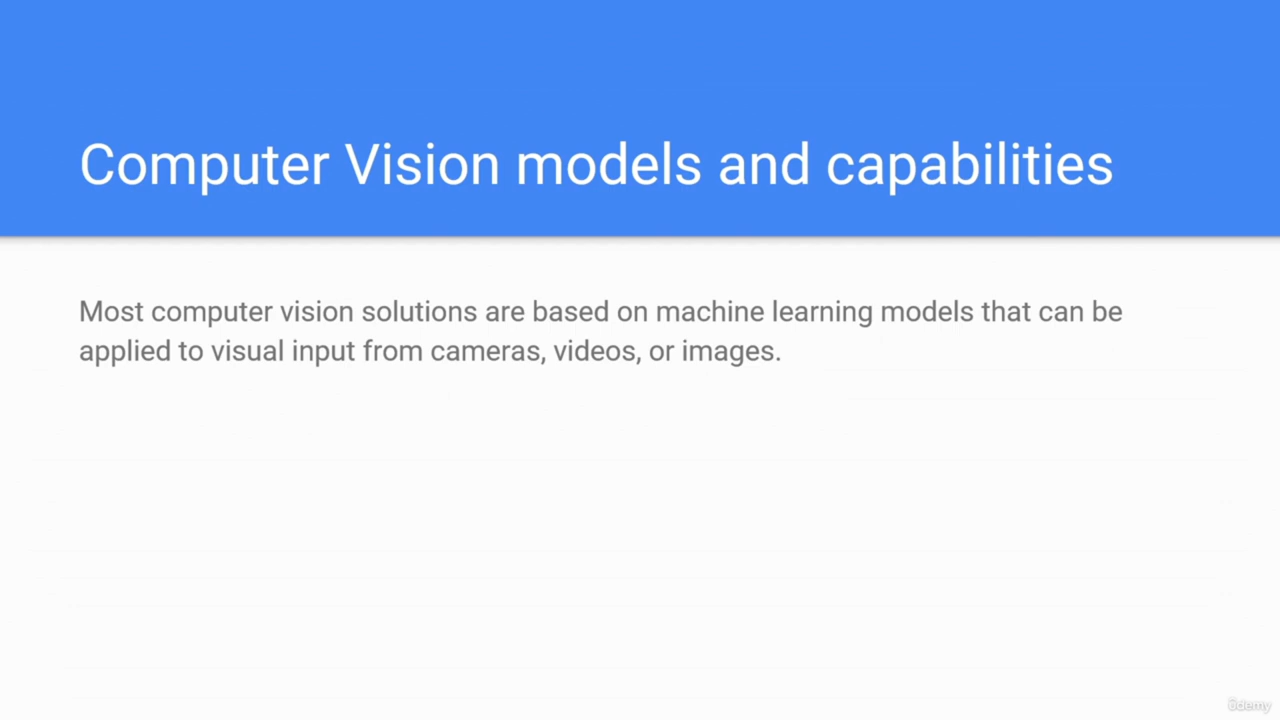 Computer Vision models and capabilities
Most computer vision solutions are based on machine learning models that can be
applied to visual input from cameras, videos, or images.
ûdemy